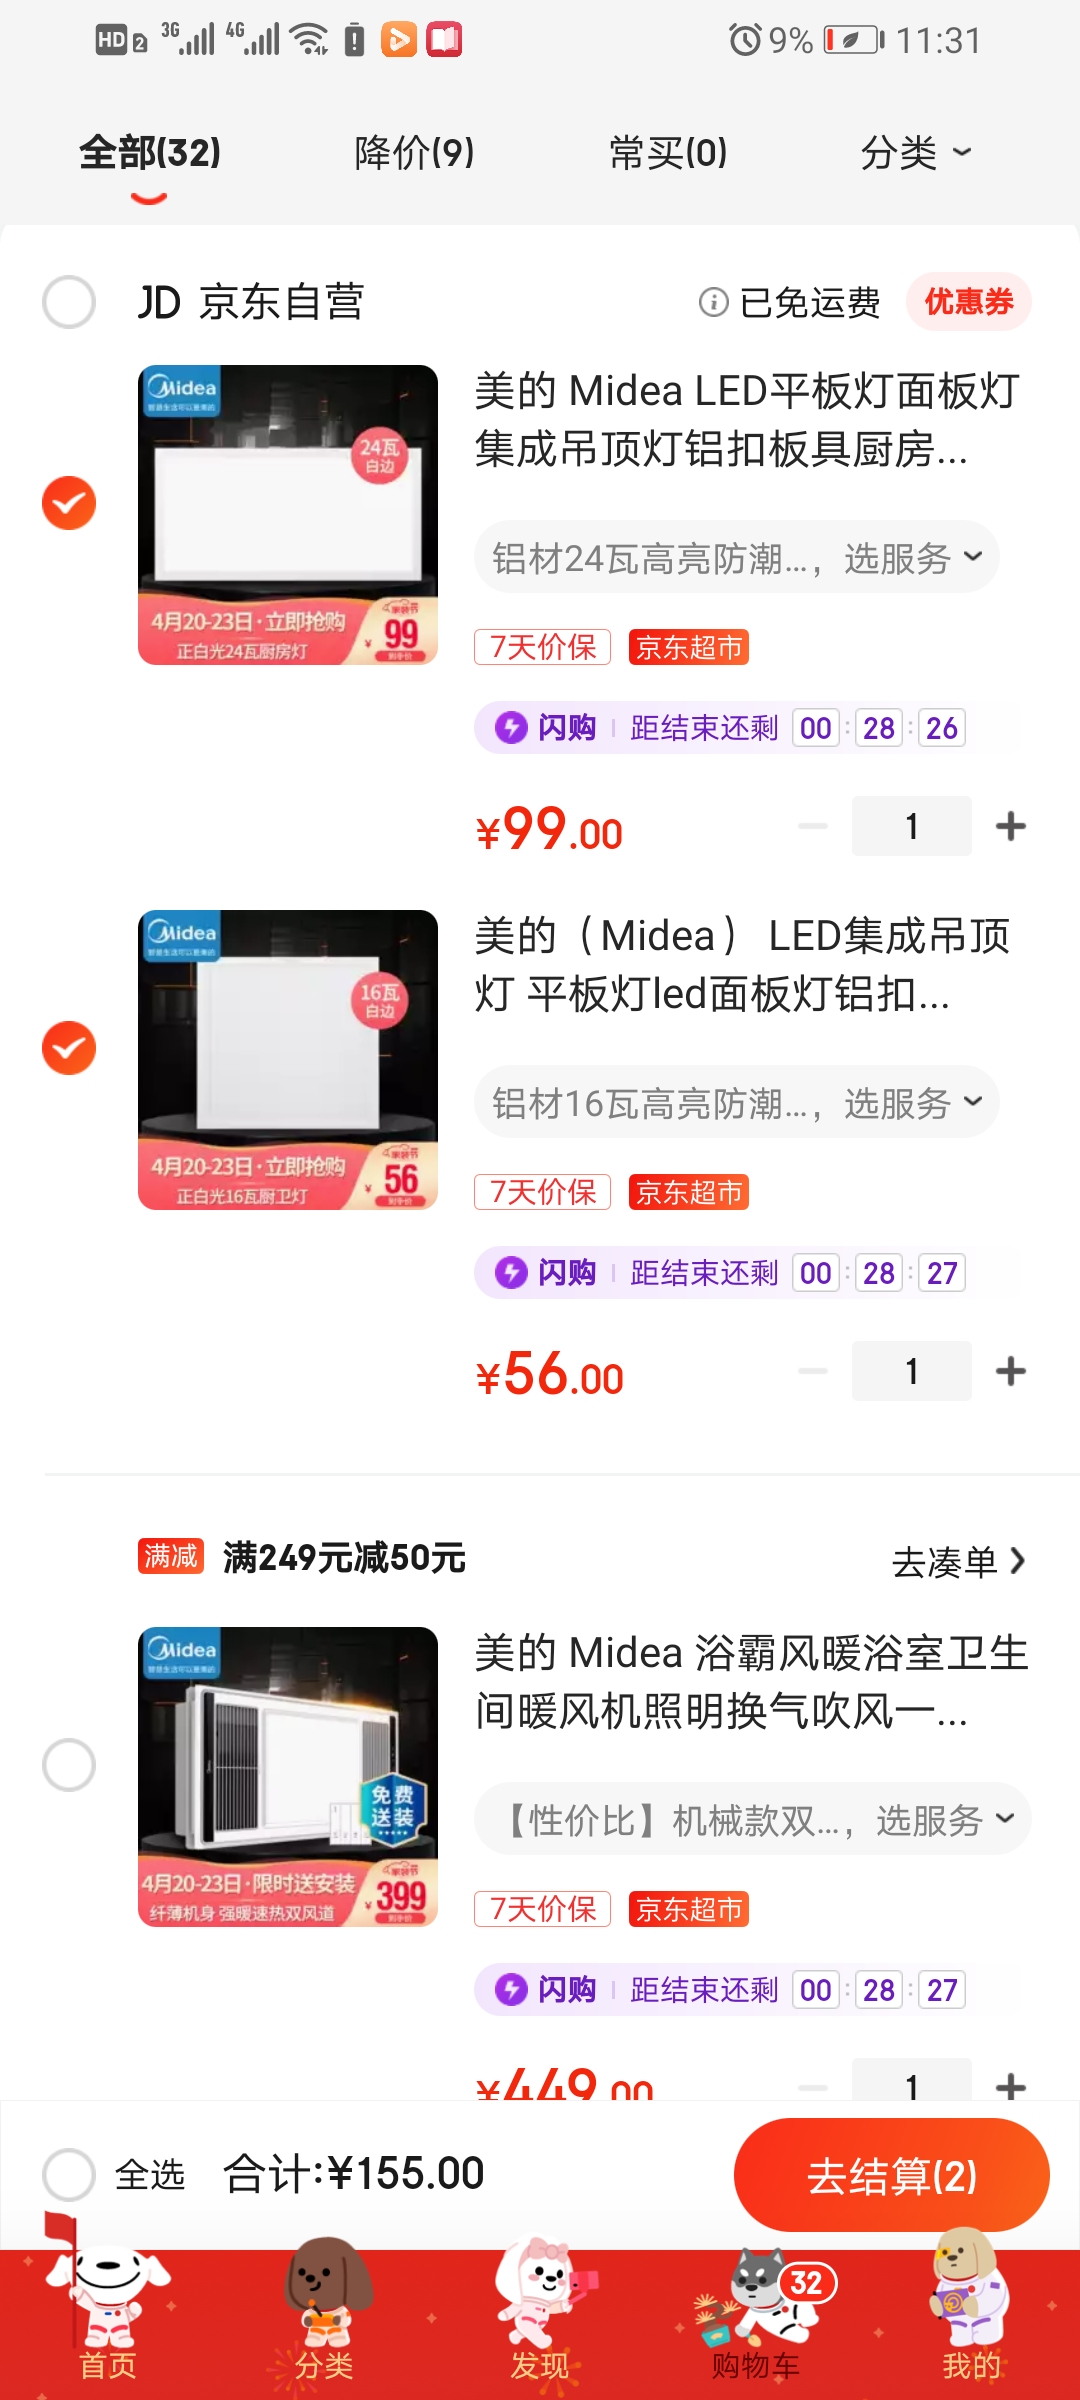 HD 2 3G 4G 9% 11:31
全部(32) 降价(9) 常买(0) 分类
JD 京东自营 已免运费 优惠券
Midea
24瓦
白边
4月20-23日·立即抢购
正白光24瓦厨房灯
¥99
美的 Midea LED平板灯面板灯
集成吊顶灯铝扣板具厨房...
铝材24瓦高亮防潮..., 选服务
7天价保 京东超市
闪购 距结束还剩 00:28:26
¥99.00 1
Midea
16瓦
白边
4月20-23日·立即抢购
正白光16瓦厨卫灯
¥56
美的（Midea） LED集成吊顶
灯 平板灯led面板灯铝扣...
铝材16瓦高亮防潮..., 选服务
7天价保 京东超市
闪购 距结束还剩 00:28:27
¥56.00 1
满减 满249元减50元 去凑单
Midea
免费
送装
4月20-23日·限时送安装
纤薄机身 强暖速热双风道
¥399
美的 Midea 浴霸风暖浴室卫生
间暖风机照明换气吹风一...
【性价比】机械款双..., 选服务
7天价保 京东超市
闪购 距结束还剩 00:28:27
¥449.00 1
全选 合计:¥155.00 去结算(2)
32
首页 分类 发现 购物车 我的